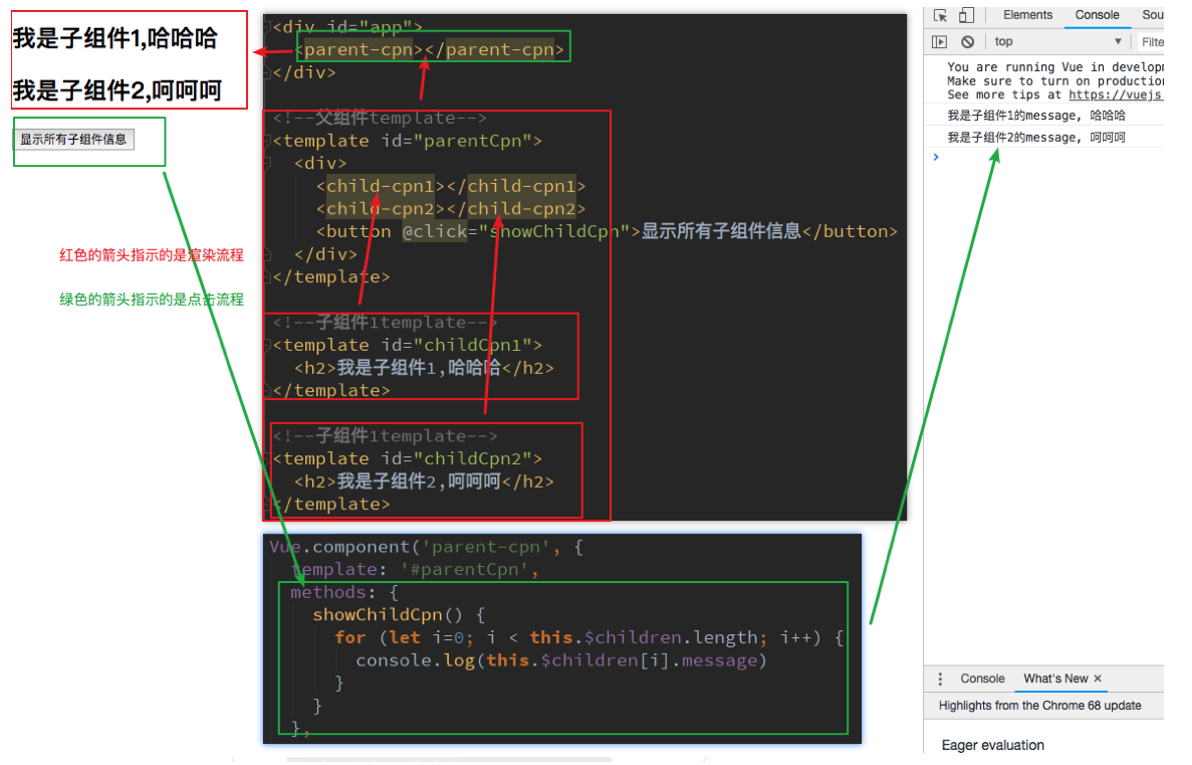 我是子组件1,哈哈哈
我是子组件2,呵呵呵
显示所有子组件信息
红色的箭头指示的是渲染流程
绿色的箭头指示的是点击流程
<div id="app">
<parent-cpn></parent-cpn>
</div>
<!--父组件template-->
<template id="parentCpn">
<div>
<child-cpn1></child-cpn1>
<child-cpn2></child-cpn2>
<button @click="showChildCpn">显示所有子组件信息</button>
</div>
</template>
<!--子组件1template-->
<template id="childCpn1">
<h2>我是子组件1,哈哈哈</h2>
</template>
<!--子组件1template-->
<template id="childCpn2">
<h2>我是子组件2,呵呵呵</h2>
</template>
Vue.component('parent-cpn', {
template: '#parentCpn',
methods: {
showChildCpn() {
for (let i=0; i < this.$children.length; i++) {
console.log(this.$children[i].message)
}
}
},
Elements Console Sou
top ▼ Filte
You are running Vue in develop
Make sure to turn on production
See more tips at https://vuejs.
我是子组件1的message, 哈哈哈
我是子组件2的message, 呵呵呵
>
Console What's New ×
Highlights from the Chrome 68 update
Eager evaluation